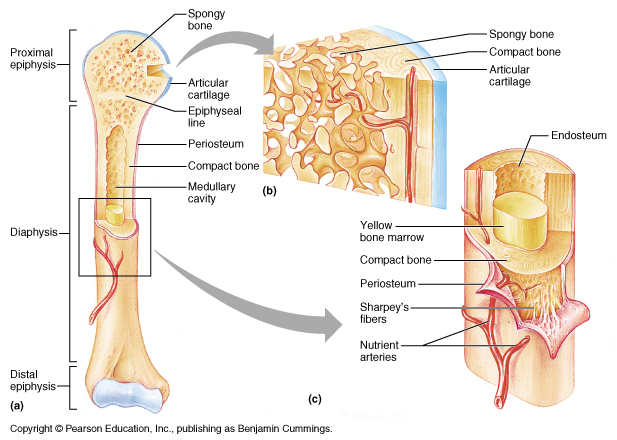 Spongy
bone
Proximal
epiphysis
Articular
cartilage
Epiphyseal
line
Periosteum
Compact bone
Medullary
cavity
Diaphysis
Distal
epiphysis
(a)
Spongy bone
Compact bone
Articular
cartilage
(b)
Endosteum
Yellow
bone marrow
Compact bone
Periosteum
Sharpey's
fibers
Nutrient
arteries
(c)
Copyright © Pearson Education, Inc., publishing as Benjamin Cummings.